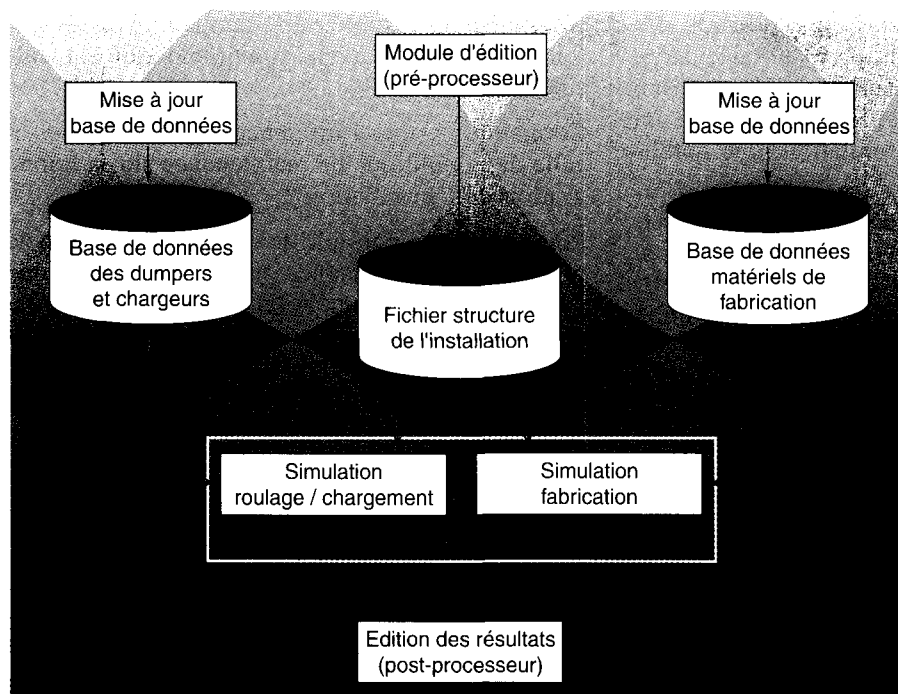 Module d'édition
(pré-processeur)
Mise à jour
base de données
Mise à jour
base de données
Base de données
des dumpers
et chargeurs
Fichier structure
de l'installation
Base de données
matériels de
fabrication
Simulation
roulage / chargement
Simulation
fabrication
Edition des résultats
(post-processeur)